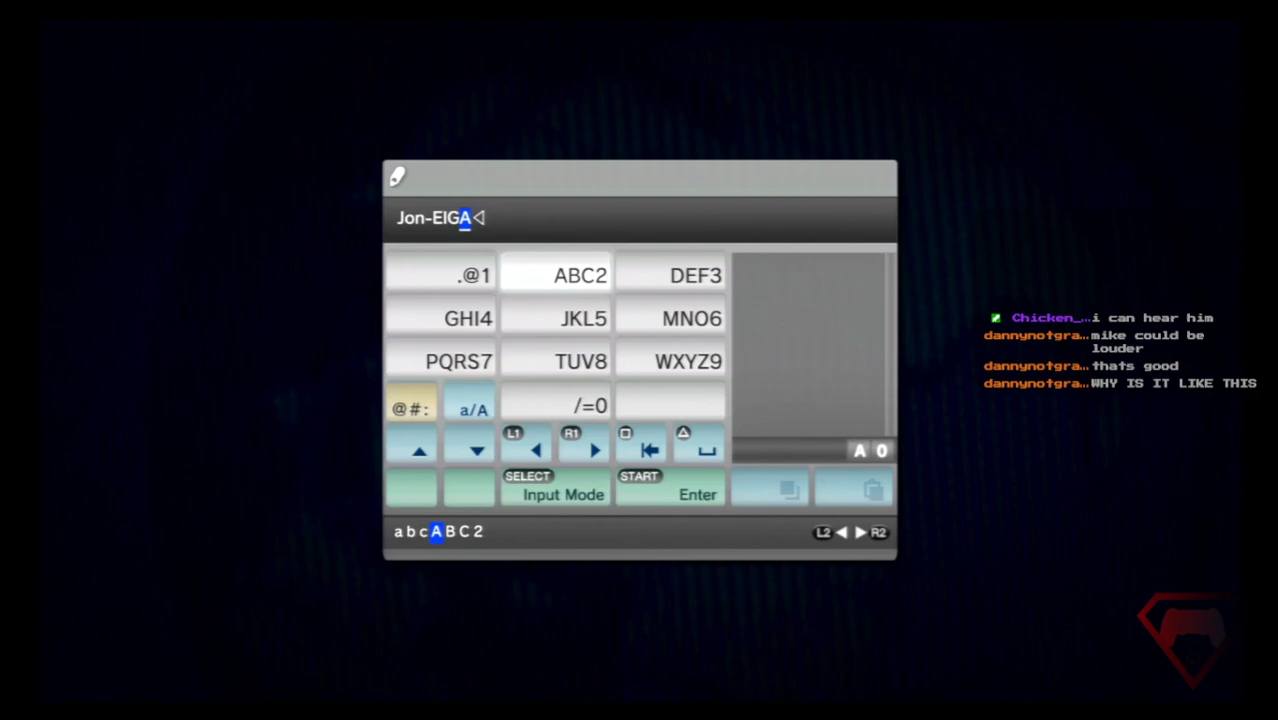 Jon-EIGA
.@1 ABC2 DEF3
GHI4 JKL5 MNO6
PQRS7 TUV8 WXYZ9
@#: a/A /=0
L1 R1
A 0
SELECT Input Mode START Enter
abcABC2 L2 R2
Chicken_…i can hear him
dannynotgra…mike could be
louder
dannynotgra…thats good
dannynotgra…WHY IS IT LIKE THIS